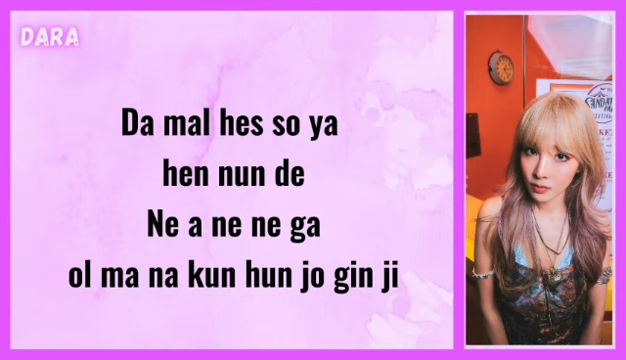 DARA
Da mal hes so ya
hen nun de
Ne a ne ne ga
ol ma na kun hun jo gin ji